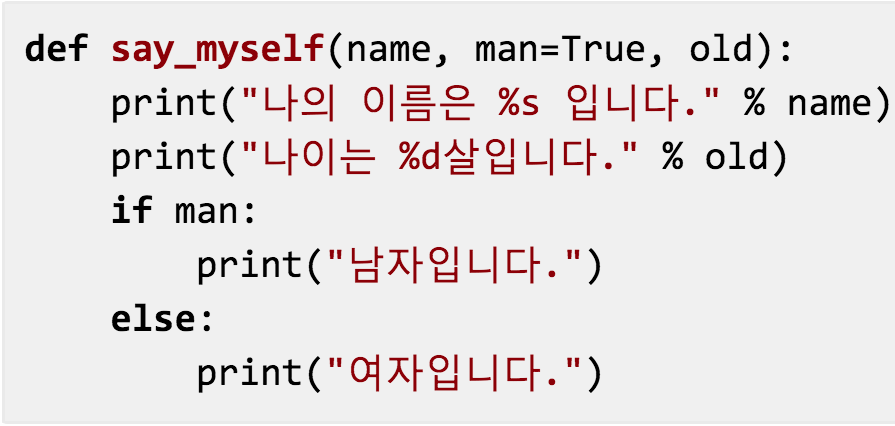 def say_myself(name, man=True, old):
    print("나의 이름은 %s 입니다." % name)
    print("나이는 %d살입니다." % old)
    if man:
        print("남자입니다.")
    else:
        print("여자입니다.")